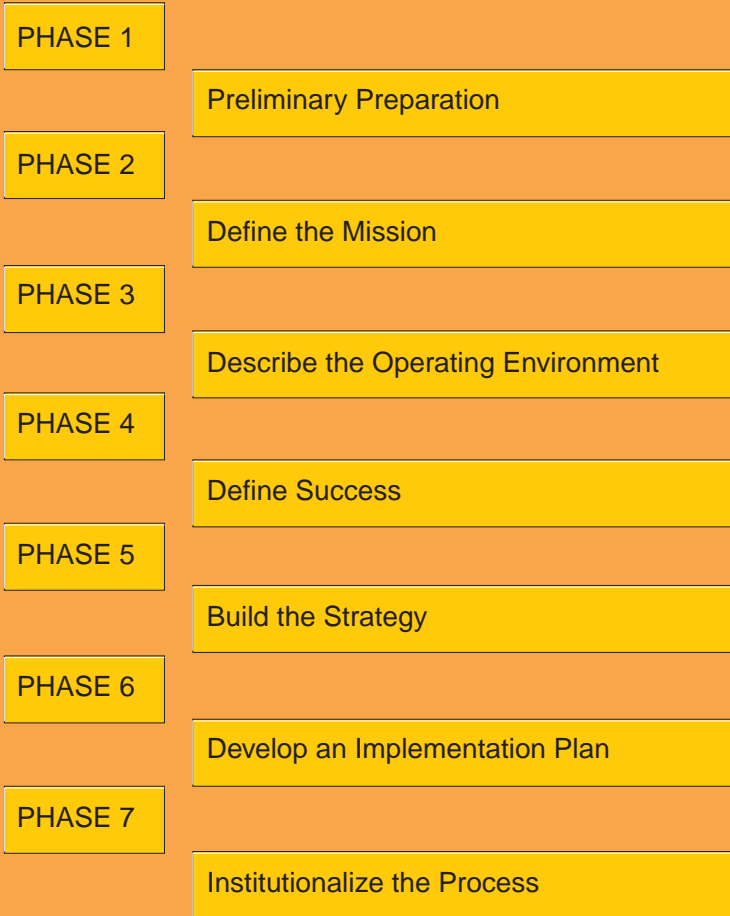 PHASE 1
Preliminary Preparation
PHASE 2
Define the Mission
PHASE 3
Describe the Operating Environment
PHASE 4
Define Success
PHASE 5
Build the Strategy
PHASE 6
Develop an Implementation Plan
PHASE 7
Institutionalize the Process